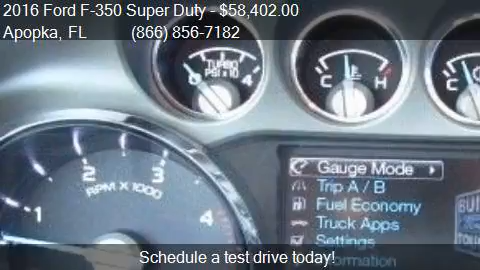 2016 Ford F-350 Super Duty - $58,402.00
Apopka, FL (866) 856-7182
TURBO
PSI x 10
0 4
C H
C
1 2 3 4
RPM X 1000
Gauge Mode
Trip A / B
Fuel Economy
Truck Apps
Settings
Information
Schedule a test drive today!